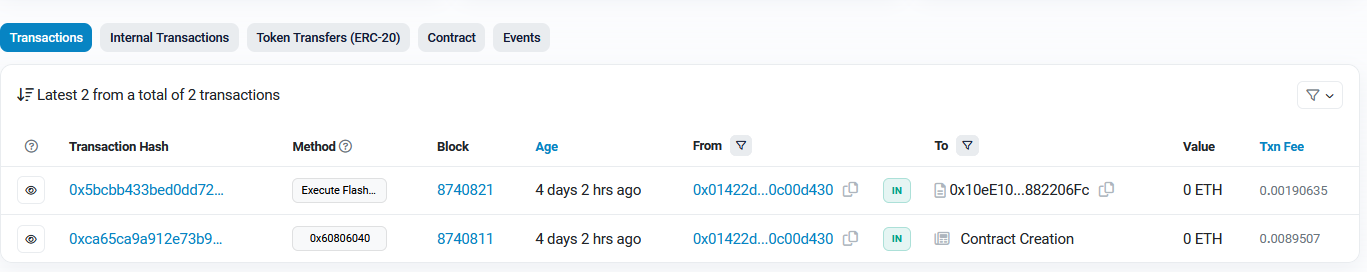 Transactions Internal Transactions Token Transfers (ERC-20) Contract Events
Latest 2 from a total of 2 transactions
Transaction Hash Method Block Age From To Value Txn Fee
0x5bcbb433bed0dd72... Execute Flash... 8740821 4 days 2 hrs ago 0x01422d...0c00d430 IN 0x10eE10...882206Fc 0 ETH 0.00190635
0xca65ca9a912e73b9... 0x60806040 8740811 4 days 2 hrs ago 0x01422d...0c00d430 IN Contract Creation 0 ETH 0.0089507